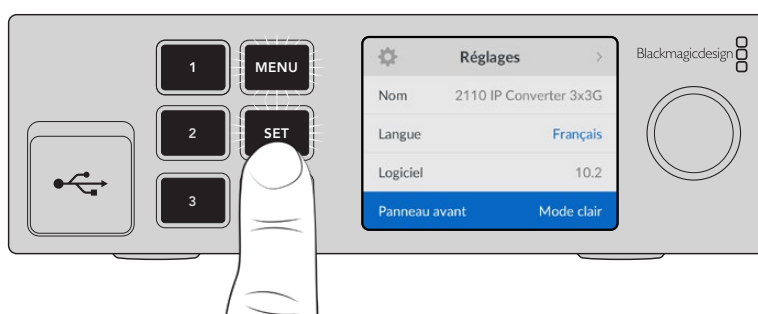 1
MENU
2
SET
3
Réglages
Nom 2110 IP Converter 3x3G
Langue Français
Logiciel 10.2
Panneau avant Mode clair
Blackmagicdesign